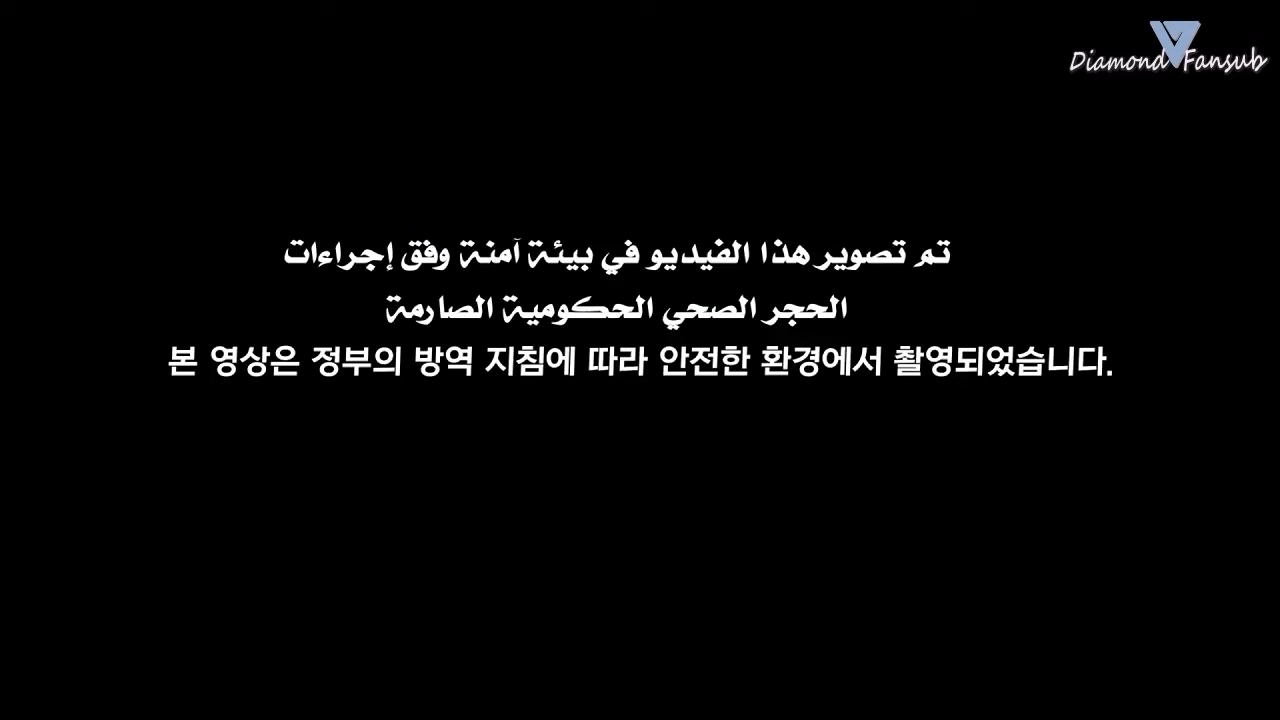 Diamond Fansub
تم تصوير هذا الفيديو في بيئة آمنة وفق إجراءات
الحجر الصحي الحكومية الصارمة
본 영상은 정부의 방역 지침에 따라 안전한 환경에서 촬영되었습니다.